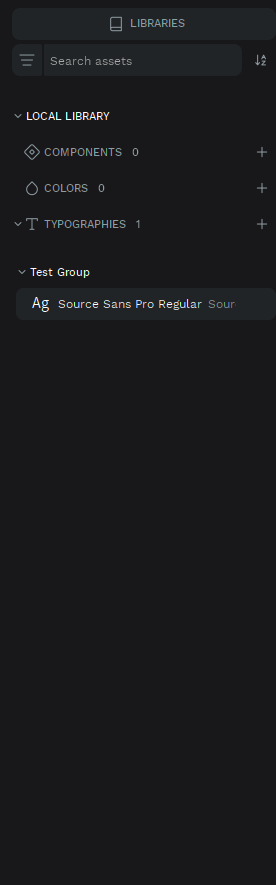 LIBRARIES
Search assets
LOCAL LIBRARY
COMPONENTS 0
COLORS 0
TYPOGRAPHIES 1
Test Group
Ag Source Sans Pro Regular Sour